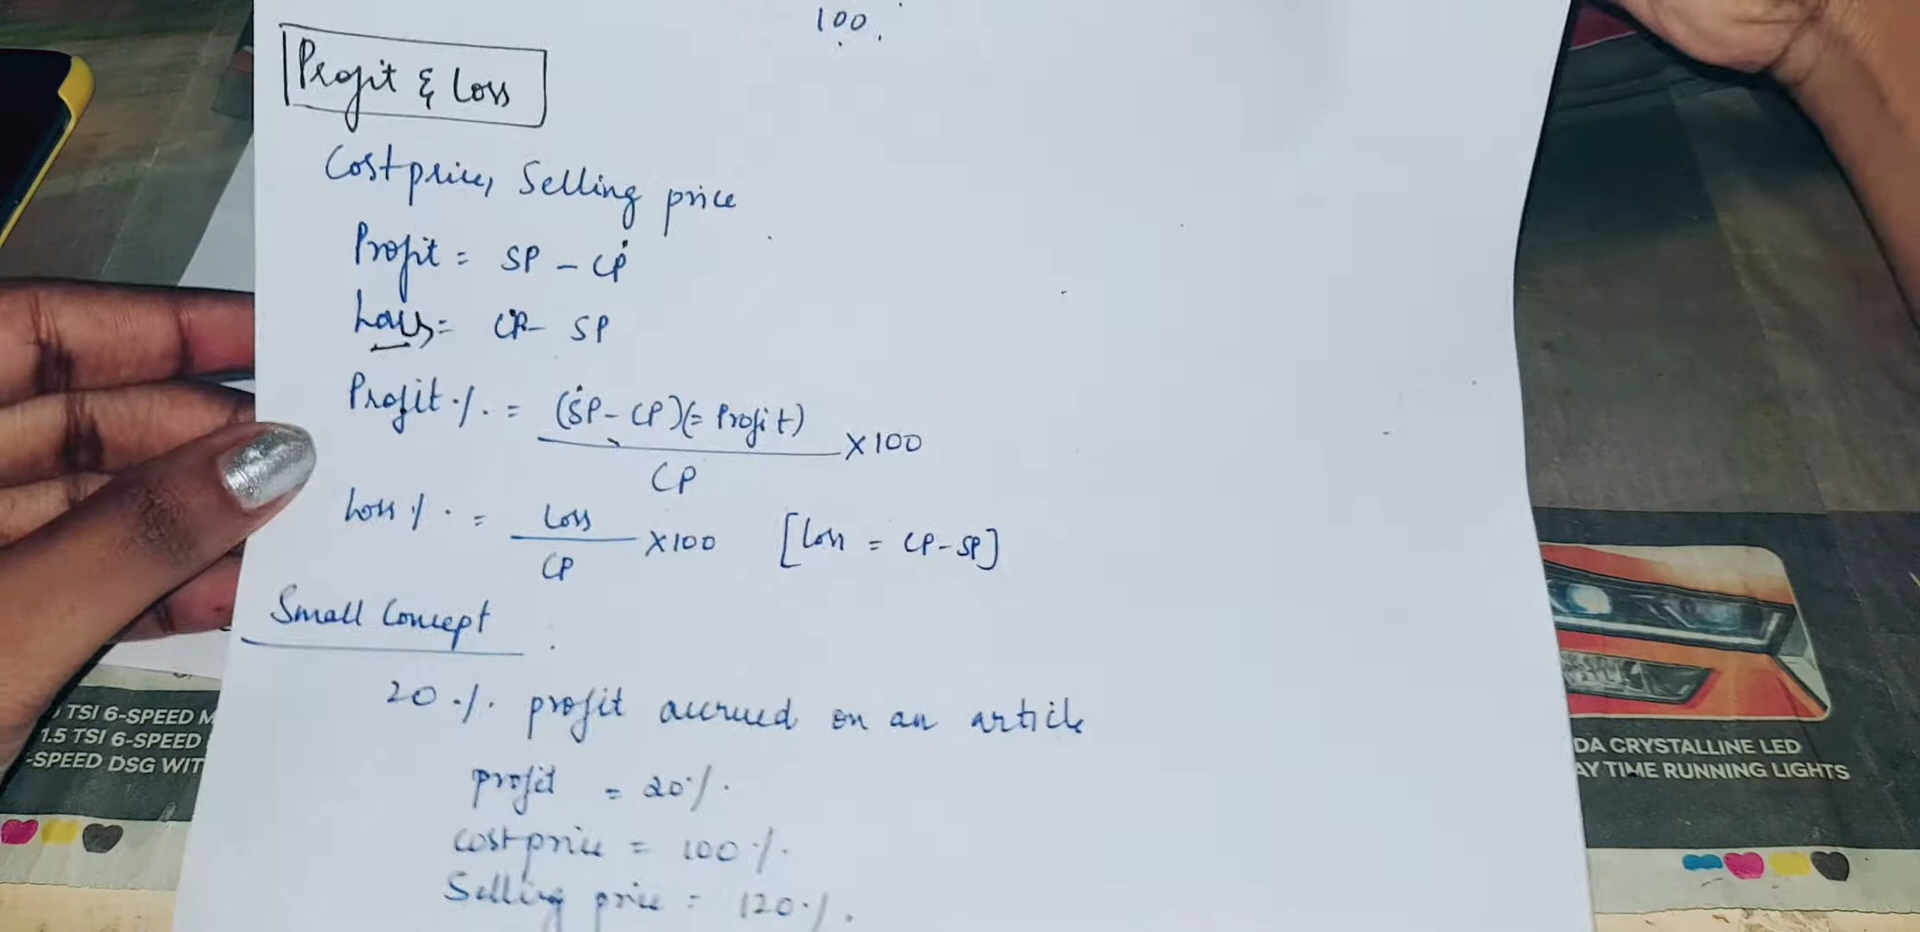 100.
Profit & Loss
Cost price, Selling price
Profit = SP - CP
Loss = CP - SP
Profit % = (SP - CP)(= Profit) / CP × 100
Loss % = Loss / CP × 100 [Loss = CP - SP]
Small Concept
20 % profit accrued on an article
profit = 20 %.
cost price = 100 %.
Selling price = 120 %.
TSI 6-SPEED M
1.5 TSI 6-SPEED
-SPEED DSG WIT
DA CRYSTALLINE LED
AY TIME RUNNING LIGHTS